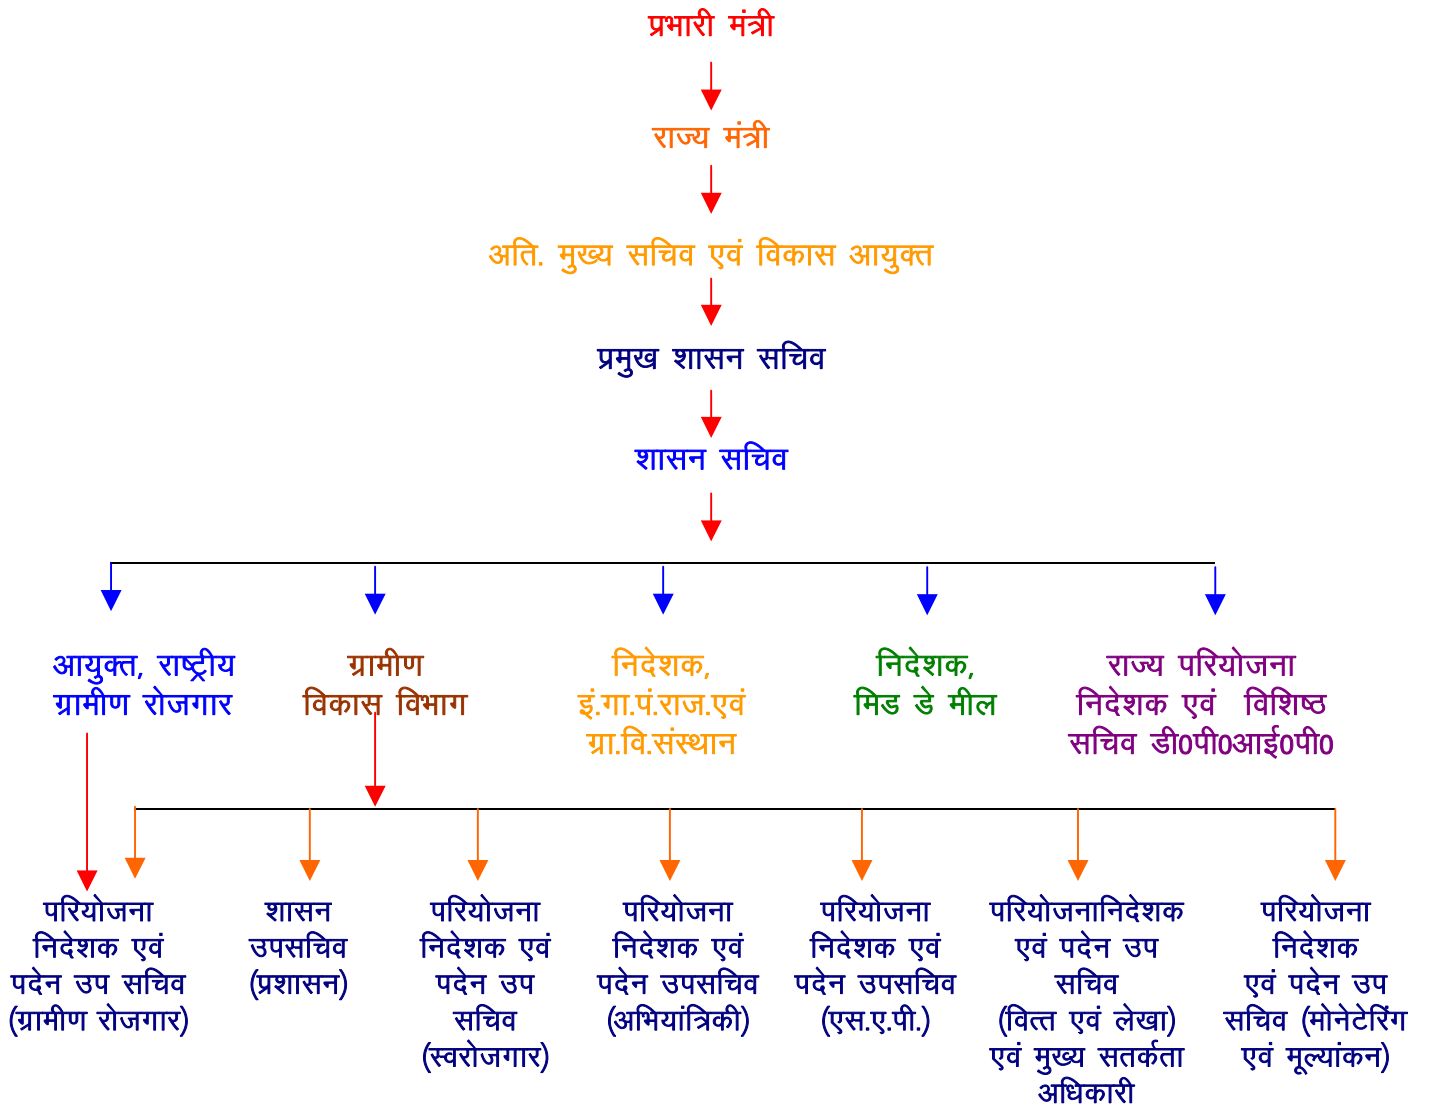 प्रभारी मंत्री
राज्य मंत्री
अति. मुख्य सचिव एवं विकास आयुक्त
प्रमुख शासन सचिव
शासन सचिव
आयुक्त, राष्ट्रीय
ग्रामीण रोजगार
ग्रामीण
विकास विभाग
निदेशक,
इं.गा.पं.राज.एवं
ग्रा.वि.संस्थान
निदेशक,
मिड डे मील
राज्य परियोजना
निदेशक एवं विशिष्ठ
सचिव डी0पी0आई0पी0
परियोजना
निदेशक एवं
पदेन उप सचिव
(ग्रामीण रोजगार)
शासन
उपसचिव
(प्रशासन)
परियोजना
निदेशक एवं
पदेन उप
सचिव
(स्वरोजगार)
परियोजना
निदेशक एवं
पदेन उपसचिव
(अभियांत्रिकी)
परियोजना
निदेशक एवं
पदेन उपसचिव
(एस.ए.पी.)
परियोजनानिदेशक
एवं पदेन उप
सचिव
(वित्त एवं लेखा)
एवं मुख्य सतर्कता
अधिकारी
परियोजना
निदेशक
एवं पदेन उप
सचिव (मोनेटेरिंग
एवं मूल्यांकन)